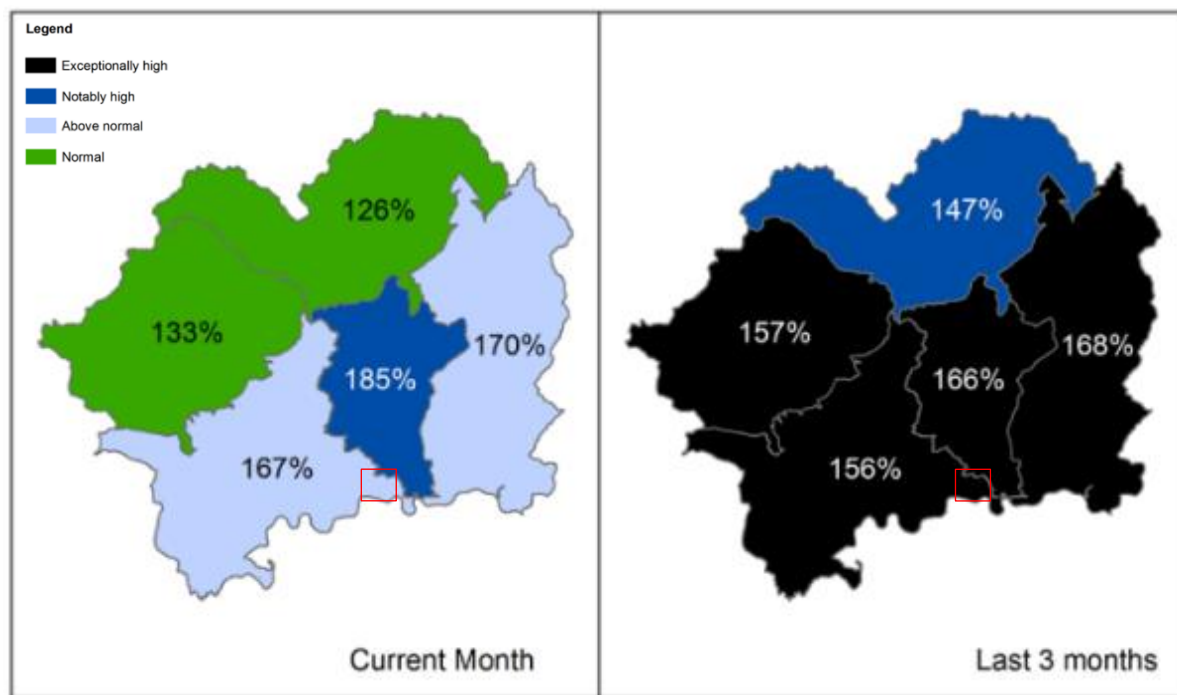 Legend
Exceptionally high
Notably high
Above normal
Normal
126%
133%
170%
185%
167%
Current Month
147%
157%
168%
166%
156%
Last 3 months